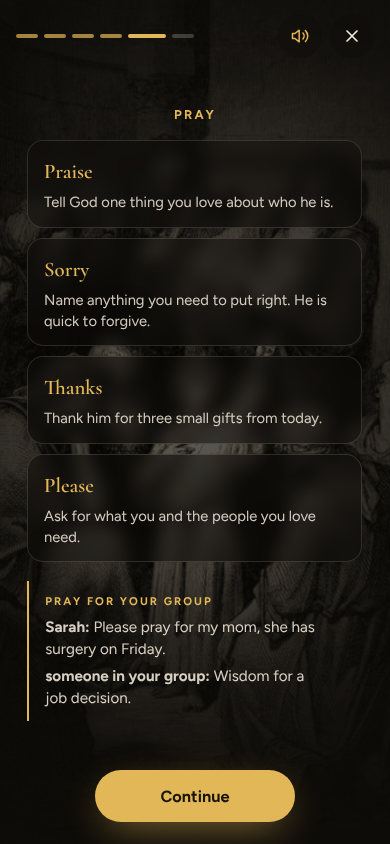 PRAY
Praise
Tell God one thing you love about who he is.
Sorry
Name anything you need to put right. He is
quick to forgive.
Thanks
Thank him for three small gifts from today.
Please
Ask for what you and the people you love
need.
PRAY FOR YOUR GROUP
Sarah: Please pray for my mom, she has
surgery on Friday.
someone in your group: Wisdom for a
job decision.
Continue